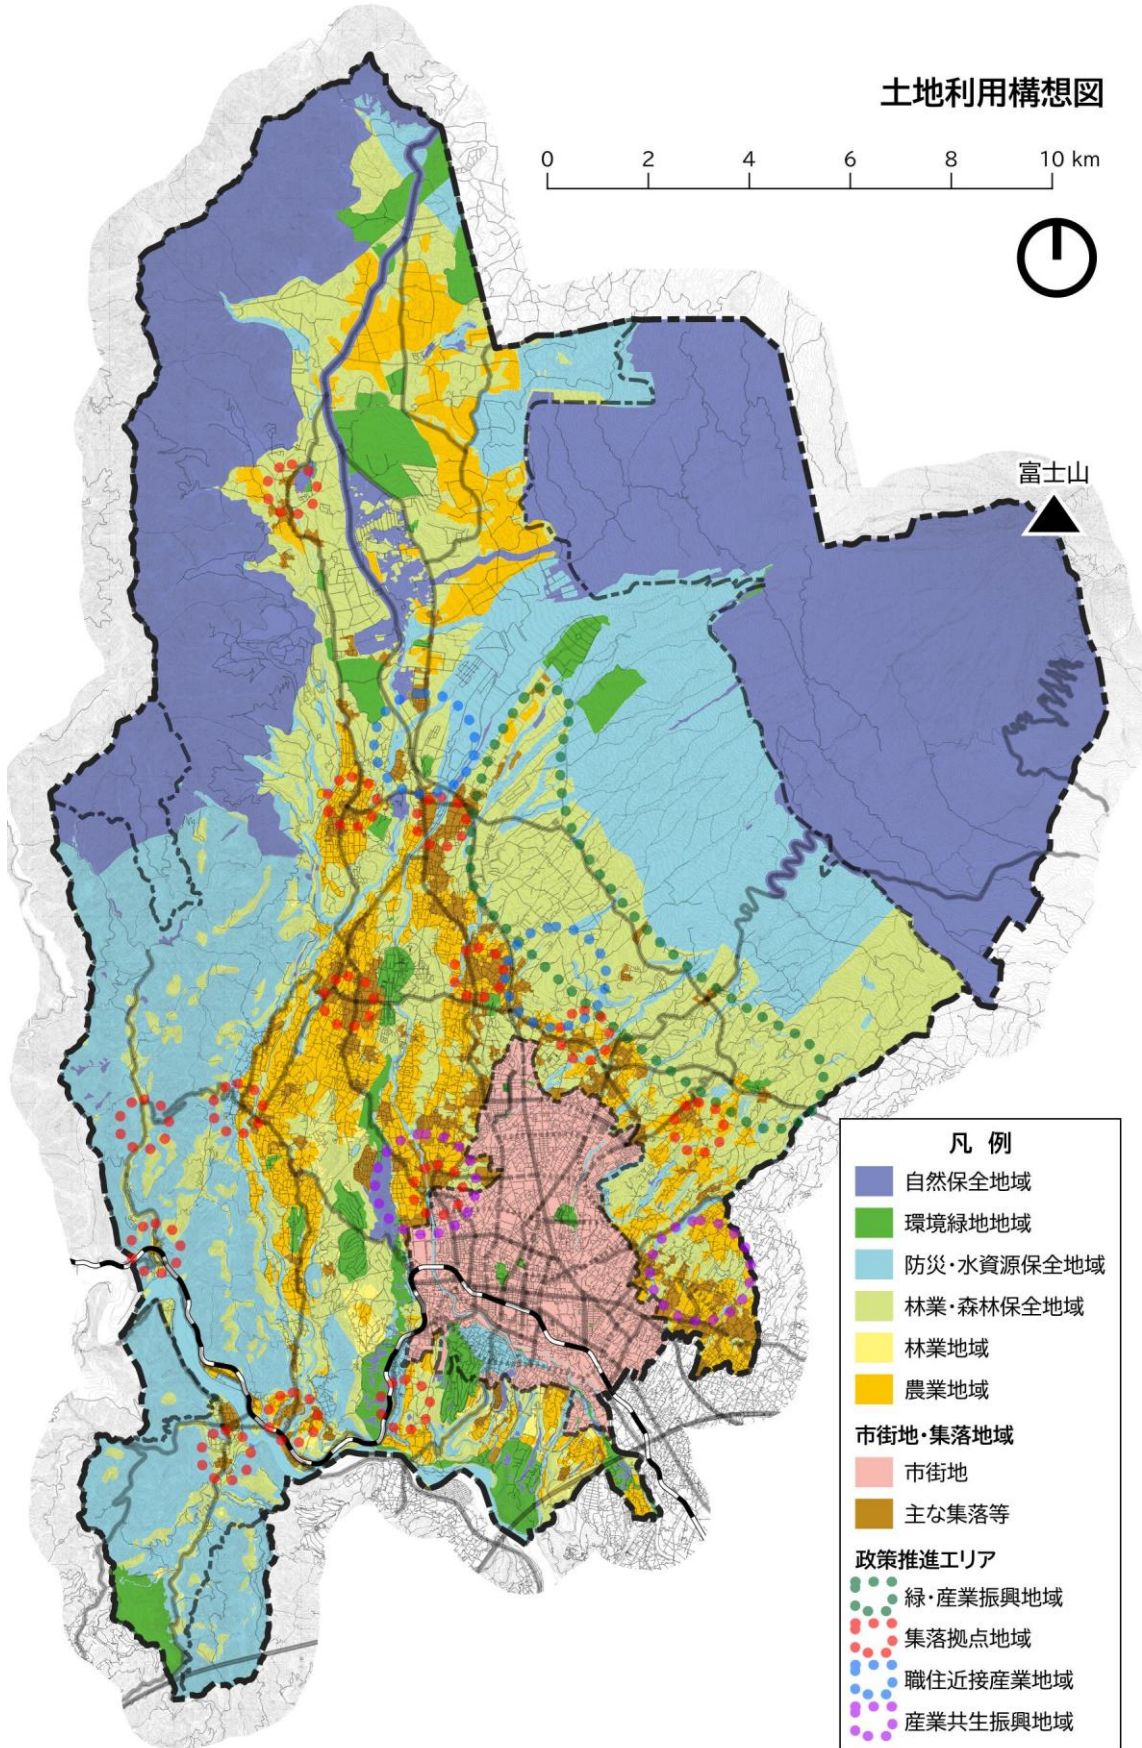 土地利用構想図
0 2 4 6 8 10 km
富士山
凡 例
自然保全地域
環境緑地地域
防災・水資源保全地域
林業・森林保全地域
林業地域
農業地域
市街地・集落地域
市街地
主な集落等
政策推進エリア
緑・産業振興地域
集落拠点地域
職住近接産業地域
産業共生振興地域